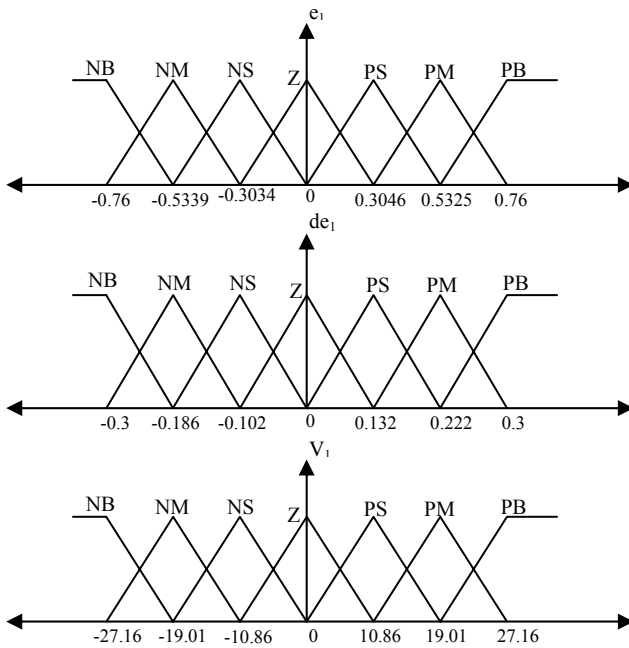 e₁
NB NM NS Z PS PM PB
-0.76 -0.5339 -0.3034 0 0.3046 0.5325 0.76
de₁
NB NM NS Z PS PM PB
-0.3 -0.186 -0.102 0 0.132 0.222 0.3
V₁
NB NM NS Z PS PM PB
-27.16 -19.01 -10.86 0 10.86 19.01 27.16